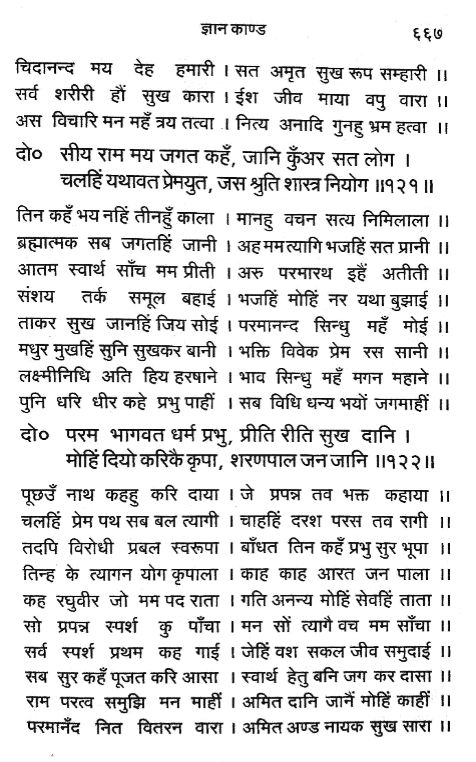 ज्ञान काण्ड ६६७
चिदानन्द मय देह हमारी । सत अमृत सुख रूप सम्हारी ।।
सर्व शरीरी हौं सुख कारा । ईश जीव माया वपु वारा ।।
अस विचारि मन महँ त्रय तत्वा । नित्य अनादि गुनहु भ्रम हत्वा ।।
दो० सीय राम मय जगत कहँ, जानि कुँअर सत लोग ।
चलहिं यथावत प्रेमयुत, जस श्रुति शास्त्र नियोग ।।१२१।।
तिन कहँ भय नहिं तीनहुँ काला । मानहु वचन सत्य निमिलाला ।।
ब्रह्मात्मक सब जगतहिं जानी । अह ममत्यागि भजहिं सत प्रानी ।।
आतम स्वार्थ साँच मम प्रीती । अरु परमारथ इहैं अतीती ।।
संशय तर्क समूल बहाई । भजहिं मोहिं नर यथा बुझाई ।।
ताकर सुख जानहिं जिय सोई । परमानन्द सिन्धु महँ मोई ।।
मधुर मुखहिं सुनि सुखकर बानी । भक्ति विवेक प्रेम रस सानी ।।
लक्ष्मीनिधि अति हिय हरषाने । भाव सिन्धु महँ मगन महाने ।।
पुनि धरि धीर कहे प्रभु पाहीं । सब विधि धन्य भयों जगमाहीं ।।
दो० परम भागवत धर्म प्रभु, प्रीति रीति सुख दानि ।
मोहिं दियो करिकै कृपा, शरणपाल जन जानि ।।१२२।।
पूछउँ नाथ कहहु करि दाया । जे प्रपन्न तव भक्त कहाया ।।
चलहिं प्रेम पथ सब बल त्यागी । चाहहिं दरश परस तव रागी ।।
तदपि विरोधी प्रबल स्वरूपा । बाँधत तिन कहँ प्रभु सुर भूपा ।।
तिन्ह के त्यागन योग कृपाला । काह काह आरत जन पाला ।।
कह रघुवीर जो मम पद राता । गति अनन्य मोहिं सेवहिं ताता ।।
सो प्रपन्न स्पर्श कु पाँचा । मन सों त्यागै वच मम साँचा ।।
सर्व स्पर्श प्रथम कह गाई । जेहिं वश सकल जीव समुदाई ।।
सब सुर कहँ पूजत करि आसा । स्वार्थ हेतु बनि जग कर दासा ।।
राम परत्व समुझि मन माहीं । अमित दानि जानैं मोहिं काहीं ।।
परमानँद नित वितरन वारा । अमित अण्ड नायक सुख सारा ।।